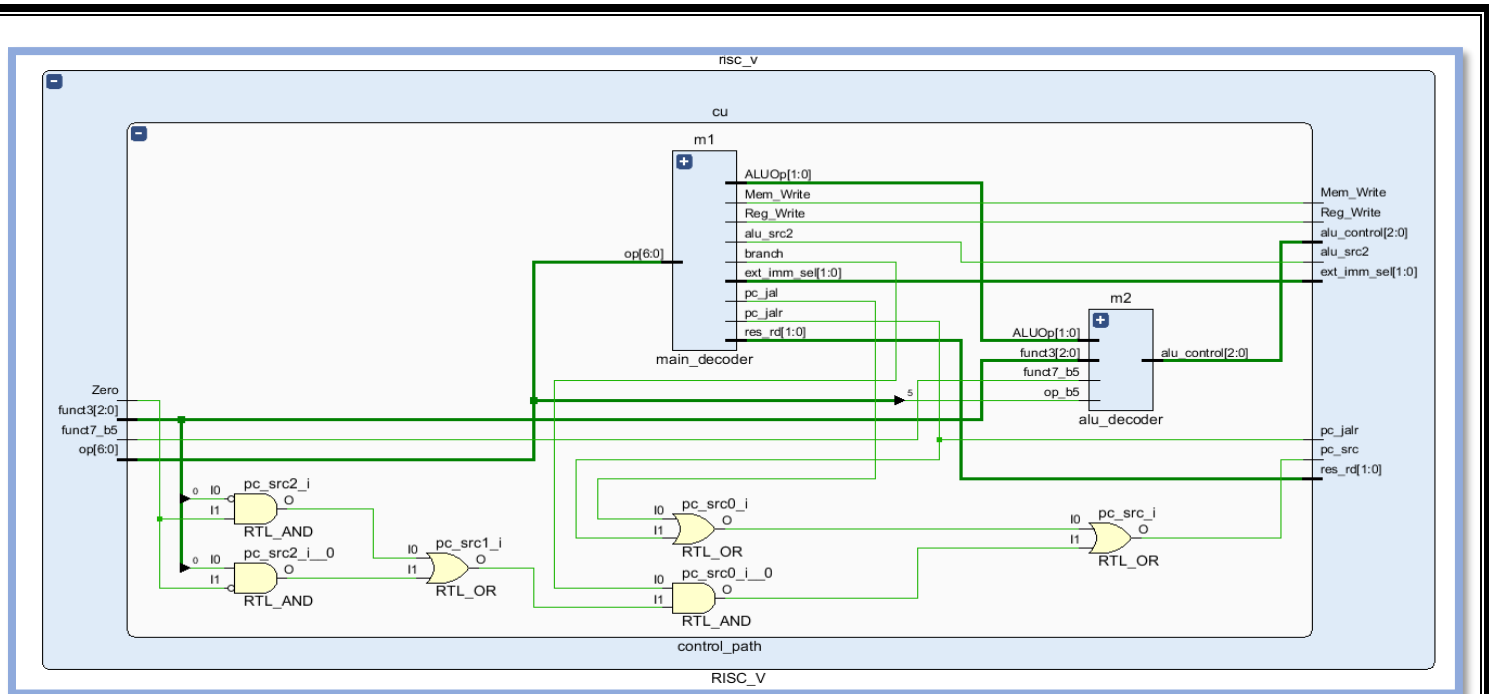 risc_v
cu
m1
ALUOp[1:0]
Mem_Write
Reg_Write
alu_src2
branch
op[6:0]
ext_imm_sel[1:0]
pc_jal
pc_jalr
res_rd[1:0]
main_decoder
m2
ALUOp[1:0]
funct3[2:0]
funct7_b5
op_b5
5
alu_control[2:0]
alu_decoder
Mem_Write
Reg_Write
alu_control[2:0]
alu_src2
ext_imm_sel[1:0]
pc_jalr
pc_src
res_rd[1:0]
Zero
funct3[2:0]
funct7_b5
op[6:0]
pc_src2_i
0 I0
O
I1
RTL_AND
pc_src2_i__0
0 I0
O
I1
RTL_AND
pc_src1_i
I0
O
I1
RTL_OR
pc_src0_i
I0
O
I1
RTL_OR
pc_src0_i__0
I0
O
I1
RTL_AND
pc_src_i
I0
O
I1
RTL_OR
control_path
RISC_V